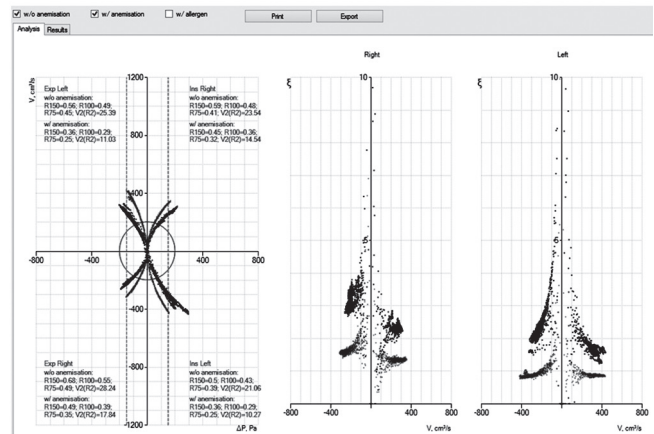 w/o anemisation w/ anemisation w/ allergen Print Export
Analysis Results
Right Left
V, cm³/s 1200 ξ 10 ξ 10
Exp Left Ins Right
w/o anemisation: w/o anemisation:
R150=0.56; R100=0.49; R150=0.59; R100=0.48;
R75=0.45; V2(R2)=25.39 R75=0.41; V2(R2)=23.54
w/ anemisation: 800 w/ anemisation:
R150=0.36; R100=0.29; R150=0.45; R100=0.36;
R75=0.25; V2(R2)=11.03 R75=0.32; V2(R2)=14.54
400
5 5
-800 -400 400 800
-400
-800
Exp Right Ins Left
w/o anemisation: w/o anemisation:
R150=0.68; R100=0.55; R150=0.5; R100=0.43;
R75=0.49; V2(R2)=28.24 R75=0.39; V2(R2)=21.06
w/ anemisation: w/ anemisation:
R150=0.49; R100=0.39; R150=0.36; R100=0.29;
R75=0.35; V2(R2)=17.84 R75=0.25; V2(R2)=10.27
-800 -400 0 400 800 -800 -400 0 400 800
-1200
ΔP, Pa V, cm³/s V, cm³/s